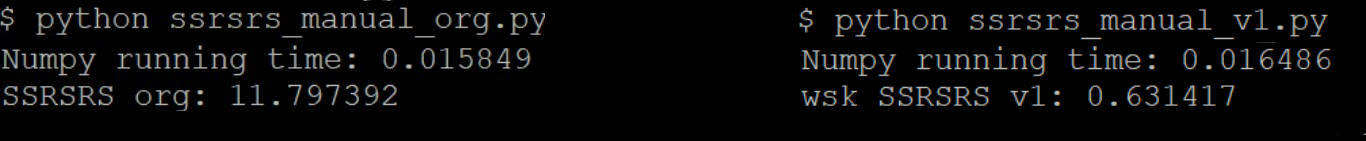 $ python ssrsrs_manual_org.py
Numpy running time: 0.015849
SSRSRS org: 11.797392
$ python ssrsrs_manual_v1.py
Numpy running time: 0.016486
wsk SSRSRS v1: 0.631417